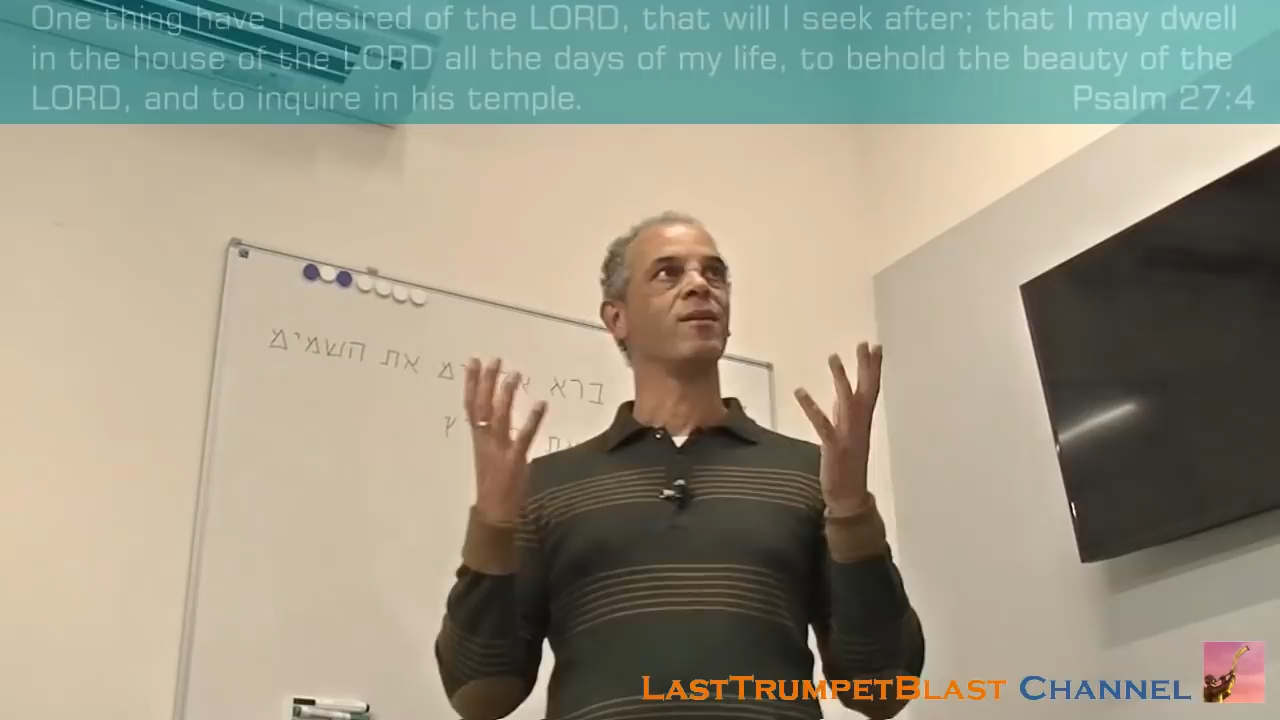 One thing have I desired of the LORD, that will I seek after; that I may dwell
in the house of the LORD all the days of my life, to behold the beauty of the
LORD, and to inquire in his temple. Psalm 27:4
ברא את השמימ
את
LastTrumpetBlast Channel